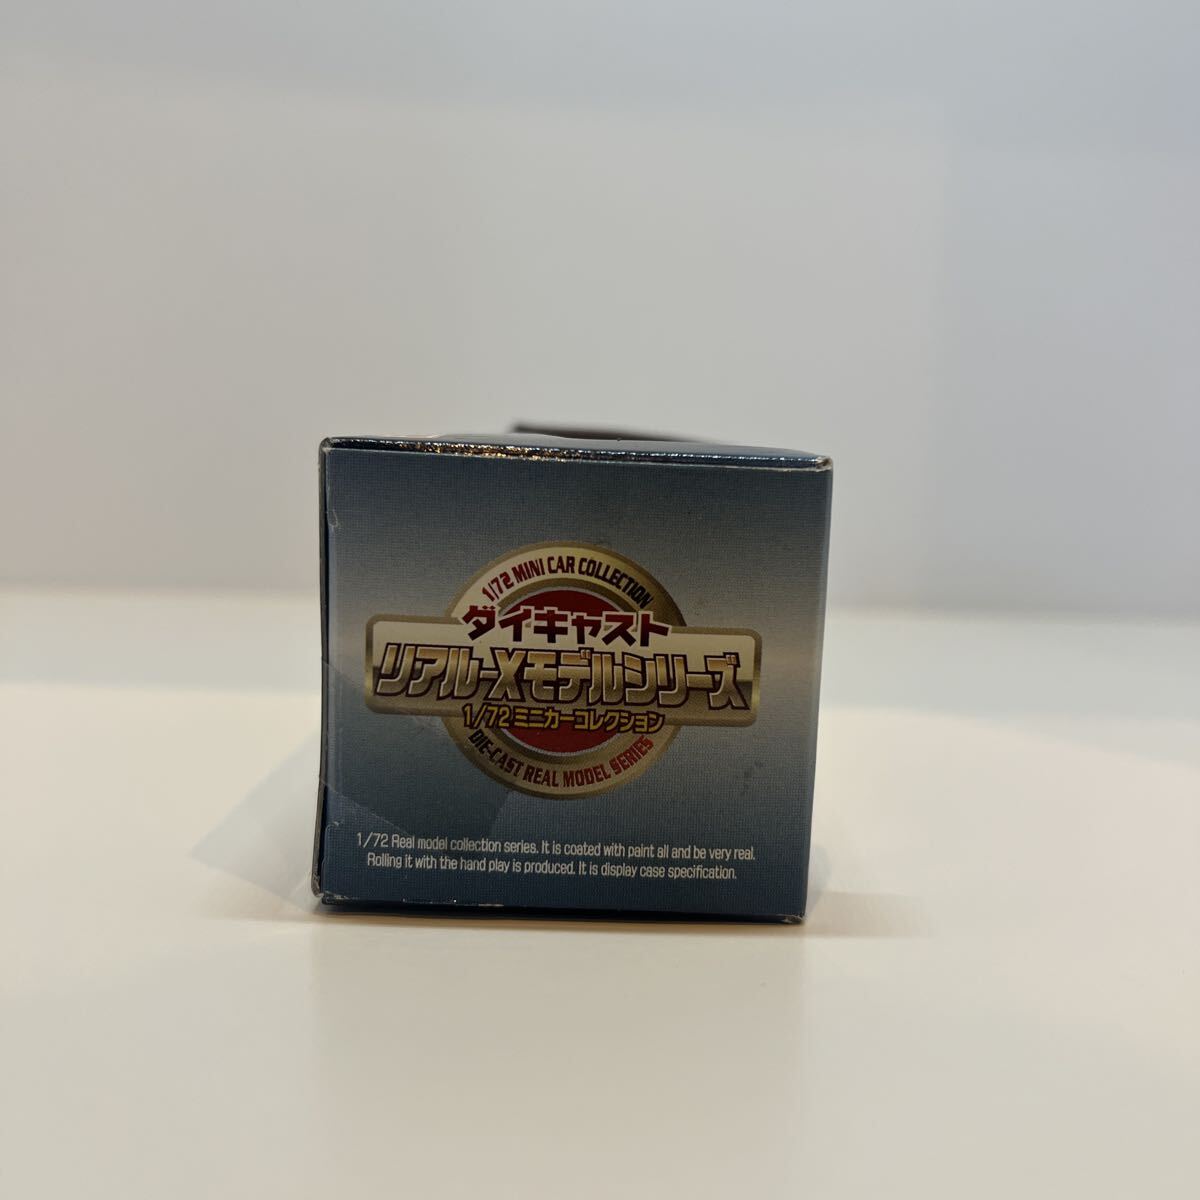 1/72 MINI CAR COLLECTION
ダイキャスト
リアル-Xモデルシリーズ
1/72ミニカーコレクション
DIE-CAST REAL MODEL SERIES
1/72 Real model collection series. It is coated with paint all and be very real.
Rolling it with the hand play is produced. It is display case specification.